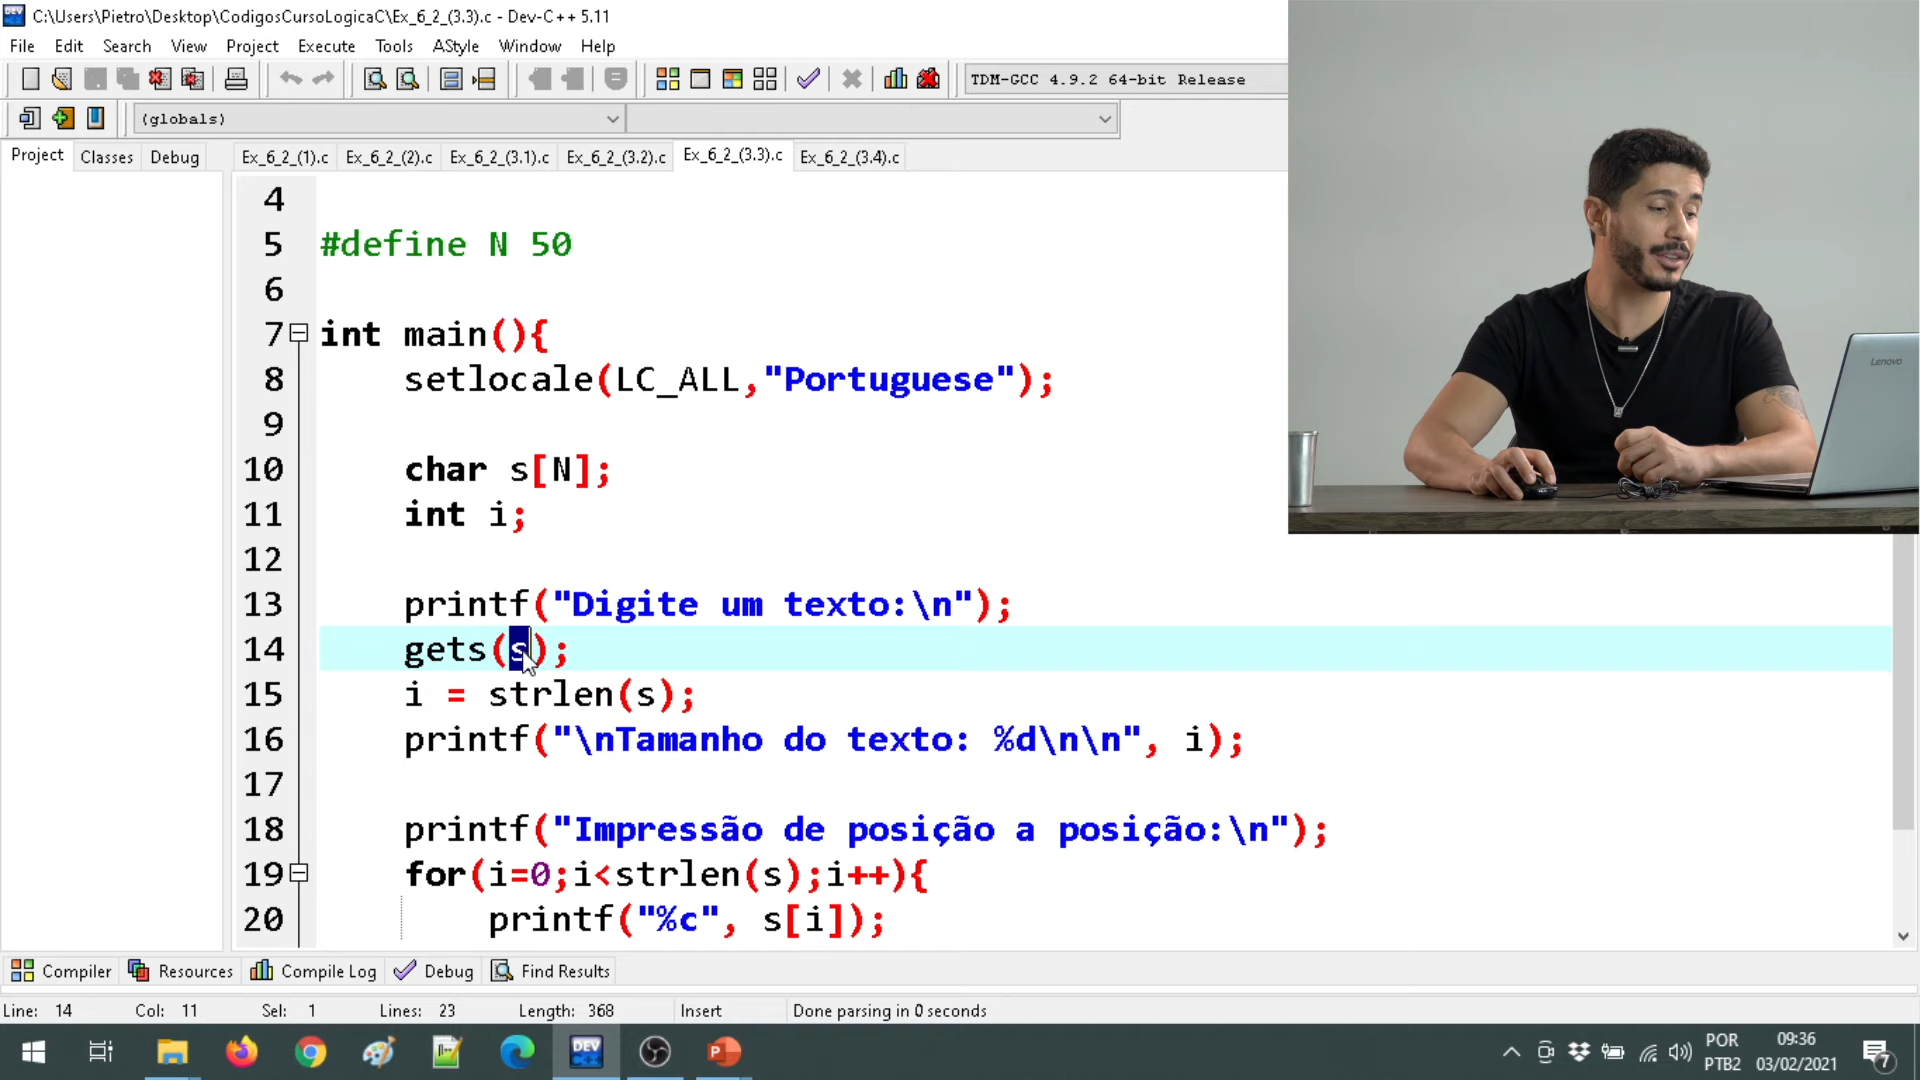 C:\Users\Pietro\Desktop\CodigosCursoLogicaC\Ex_6_2_(3.3).c - Dev-C++ 5.11
File Edit Search View Project Execute Tools AStyle Window Help
TDM-GCC 4.9.2 64-bit Release
(globals)
Project Classes Debug Ex_6_2_(1).c Ex_6_2_(2).c Ex_6_2_(3.1).c Ex_6_2_(3.2).c Ex_6_2_(3.3).c Ex_6_2_(3.4).c
4
5 #define N 50
6
7 int main(){
8 setlocale(LC_ALL,"Portuguese");
9
10 char s[N];
11 int i;
12
13 printf("Digite um texto:\n");
14 gets(s);
15 i = strlen(s);
16 printf("\nTamanho do texto: %d\n\n", i);
17
18 printf("Impressão de posição a posição:\n");
19 for(i=0;i<strlen(s);i++){
20 printf("%c", s[i]);
Compiler Resources Compile Log Debug Find Results
Line: 14 Col: 11 Sel: 1 Lines: 23 Length: 368 Insert Done parsing in 0 seconds
DEV
POR 09:36
PTB2 03/02/2021
7
Lenovo